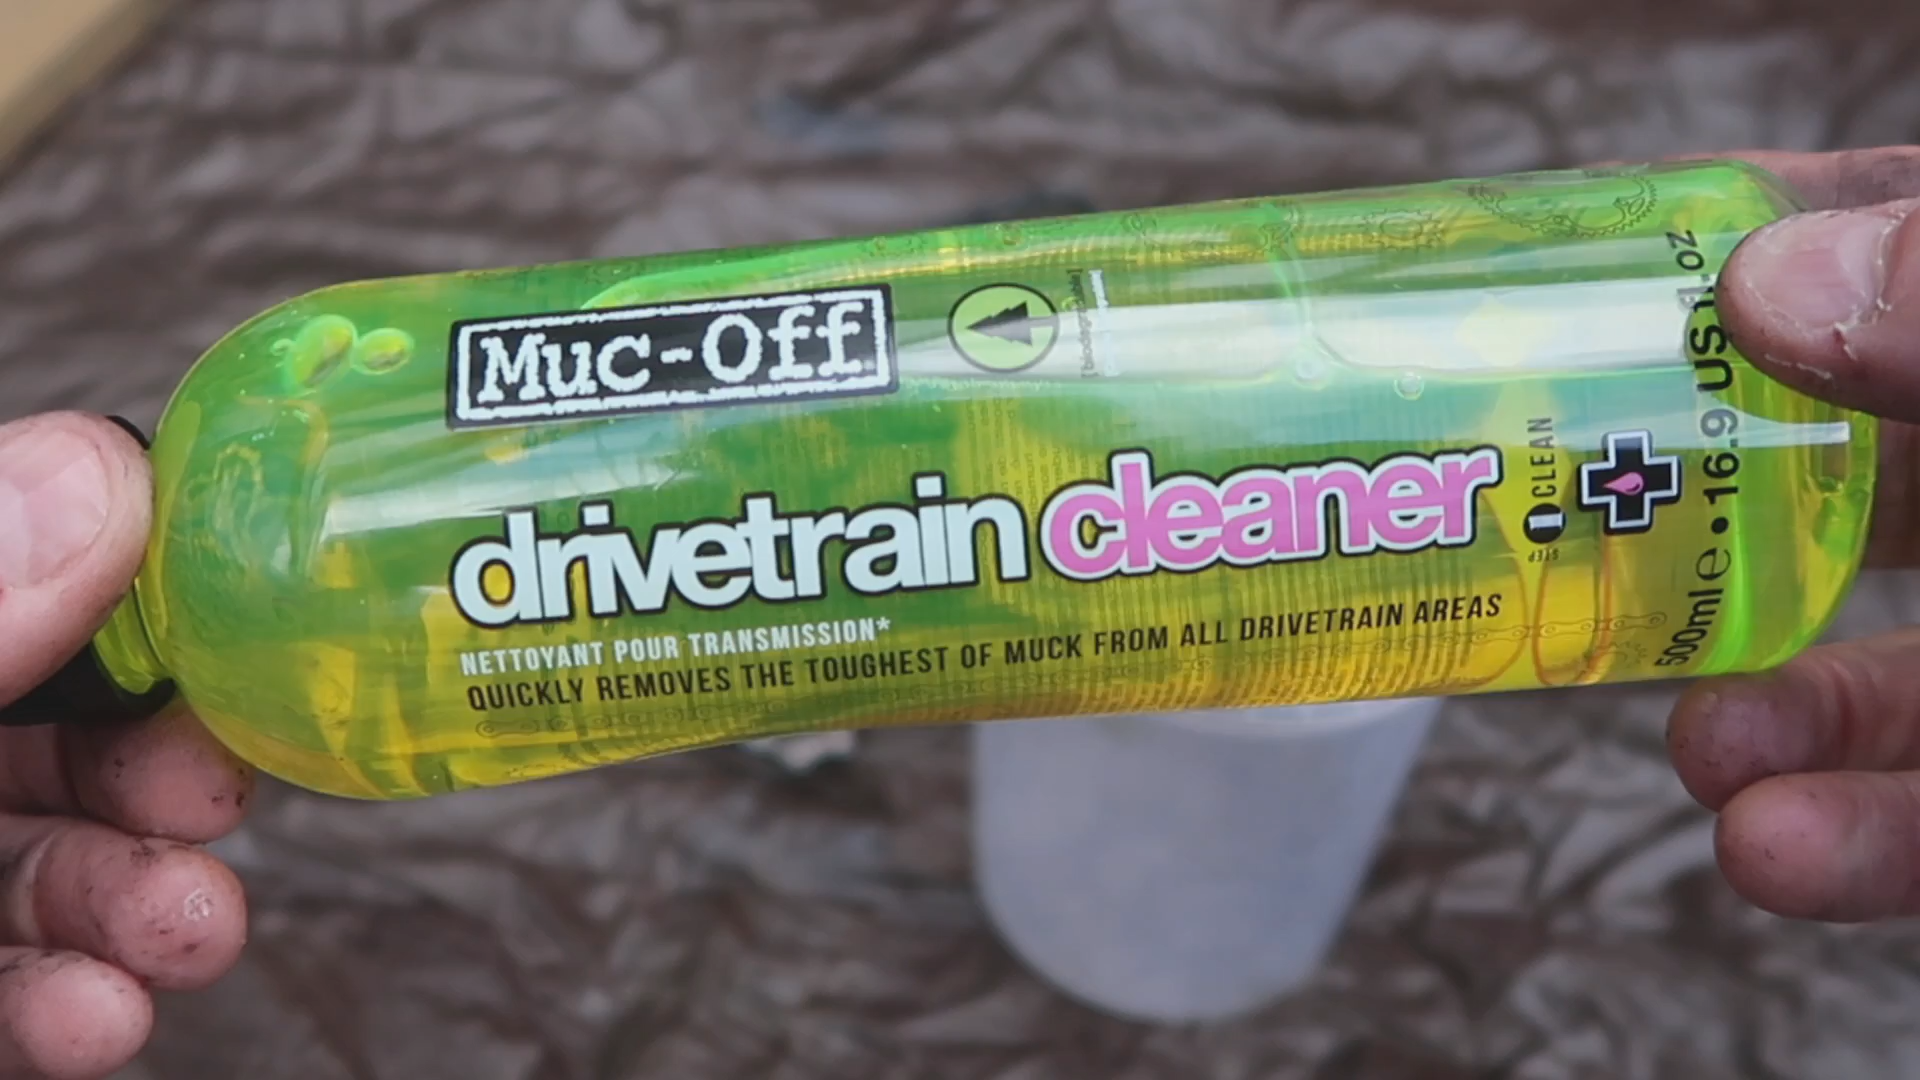 Muc-Off
[biodegradable]
drivetrain cleaner
NETTOYANT POUR TRANSMISSION*
QUICKLY REMOVES THE TOUGHEST OF MUCK FROM ALL DRIVETRAIN AREAS
STEP 1 CLEAN
500ml e • 16.9 US fl.oz